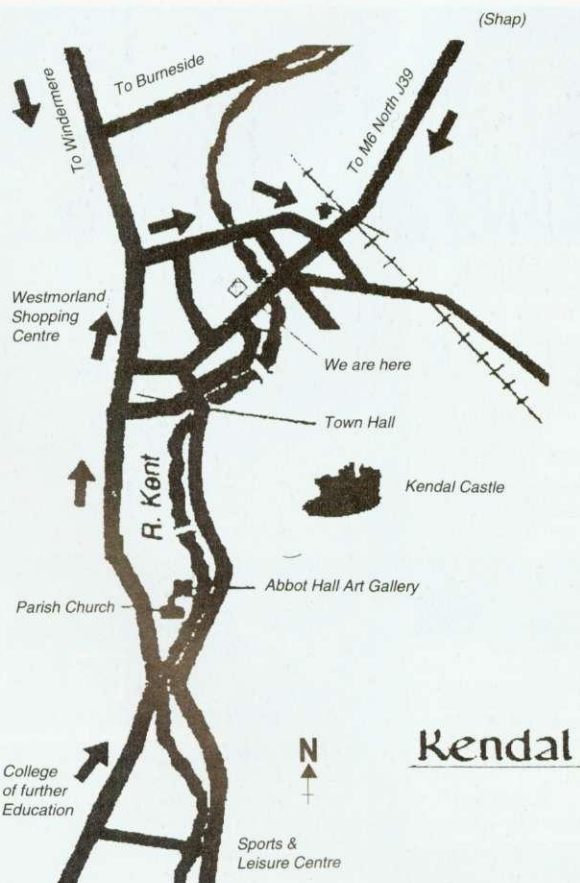 (Shap)
To Burneside
To Windermere
To M6 North J39
Westmorland
Shopping
Centre
We are here
Town Hall
R. Kent
Kendal Castle
Abbot Hall Art Gallery
Parish Church
N
Kendal
College
of further
Education
Sports &
Leisure Centre